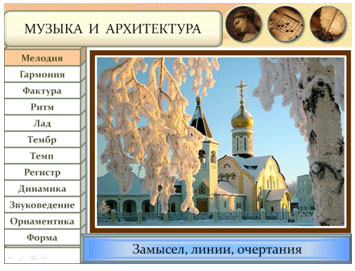 МУЗЫКА И АРХИТЕКТУРА
Мелодия
Гармония
Фактура
Ритм
Лад
Тембр
Темп
Регистр
Динамика
Звуковедение
Орнаментика
Форма
Замысел, линии, очертания